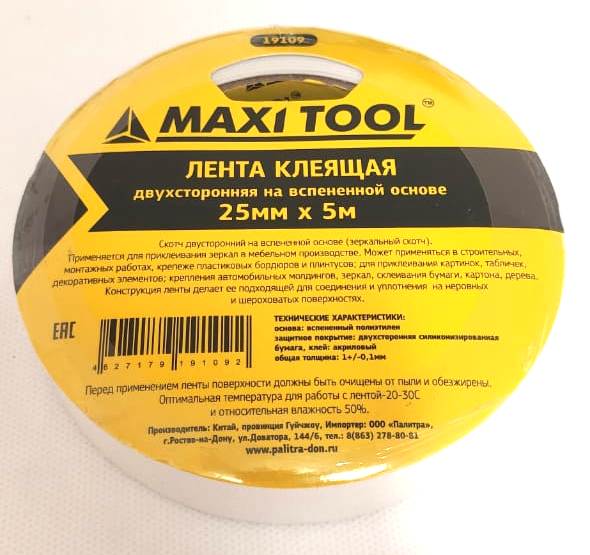 19109
MAXI TOOL™
ЛЕНТА КЛЕЯЩАЯ
двухсторонняя на вспененной основе
25мм х 5м
Скотч двусторонний на вспененной основе (зеркальный скотч).
Применяется для приклеивания зеркал в мебельном производстве. Может применяться в строительных,
монтажных работах, крепеже пластиковых бордюров и плинтусов; для приклеивания картинок, табличек,
декоративных элементов; крепления автомобильных молдингов, зеркал, склеивания бумаги, картона, дерева.
Конструкция ленты делает ее подходящей для соединения и уплотнения на неровных
и шероховатых поверхностях.
EAC
4 627179 191092
ТЕХНИЧЕСКИЕ ХАРАКТЕРИСТИКИ:
основа: вспененный полиэтилен
защитное покрытие: двухсторонняя силиконизированная
бумага, клей: акриловый
общая толщина: 1+/-0,1мм
Перед применением ленты поверхности должны быть очищены от пыли и обезжирены.
Оптимальная температура для работы с лентой-20-30С
и относительная влажность 50%.
Производитель: Китай, провинция Гуйчжоу, Импортер: ООО «Палитра»,
г.Ростов-на-Дону, ул.Доватора, 144/6, тел.: 8(863) 278-80-81
www.palitra-don.ru